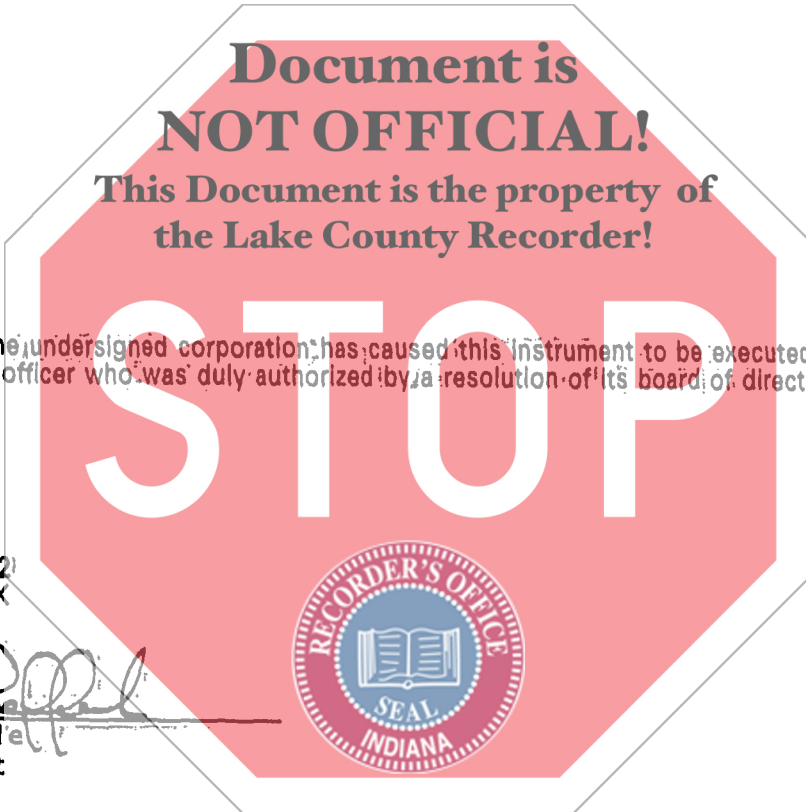 Document is
NOT OFFICIAL!
This Document is the property of
the Lake County Recorder!
undersigned corporation has caused this instrument to be executed
officer who was duly authorized by a resolution of its board of direct
STOP
RECORDER'S OFFICE
SEAL
INDIANA